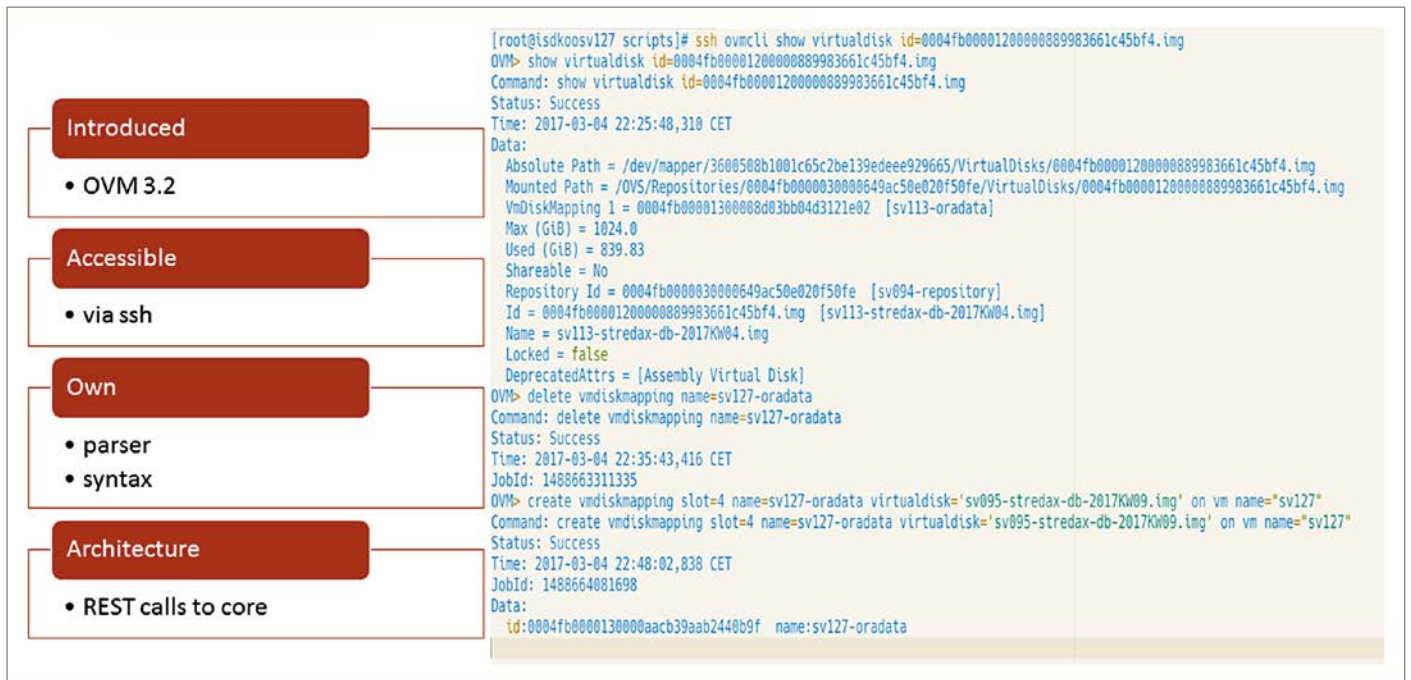 Introduced
• OVM 3.2
Accessible
• via ssh
Own
• parser
• syntax
Architecture
• REST calls to core
[root@isdkoosv127 scripts]# ssh ovmcli show virtualdisk id=0004fb00001200000889983661c45bf4.img
OVM> show virtualdisk id=0004fb00001200000889983661c45bf4.img
Command: show virtualdisk id=0004fb00001200000889983661c45bf4.img
Status: Success
Time: 2017-03-04 22:25:48,310 CET
Data:
Absolute Path = /dev/mapper/3600508b1001c65c2be139edeee929665/VirtualDisks/0004fb00001200000889983661c45bf4.img
Mounted Path = /OVS/Repositories/0004fb0000030000649ac50e020f50fe/VirtualDisks/0004fb00001200000889983661c45bf4.img
VmDiskMapping 1 = 0004fb00001300008d03bb04d3121e02 [sv113-oradata]
Max (GiB) = 1024.0
Used (GiB) = 839.83
Shareable = No
Repository Id = 0004fb0000030000649ac50e020f50fe [sv094-repository]
Id = 0004fb00001200000889983661c45bf4.img [sv113-stredax-db-2017KW04.img]
Name = sv113-stredax-db-2017KW04.img
Locked = false
DeprecatedAttrs = [Assembly Virtual Disk]
OVM> delete vmdiskmapping name=sv127-oradata
Command: delete vmdiskmapping name=sv127-oradata
Status: Success
Time: 2017-03-04 22:35:43,416 CET
JobId: 1488663311335
OVM> create vmdiskmapping slot=4 name=sv127-oradata virtualdisk='sv095-stredax-db-2017KW09.img' on vm name="sv127"
Command: create vmdiskmapping slot=4 name=sv127-oradata virtualdisk='sv095-stredax-db-2017KW09.img' on vm name="sv127"
Status: Success
Time: 2017-03-04 22:48:02,838 CET
JobId: 1488664081698
Data:
id:0004fb0000130000aacb39aab2440b9f name:sv127-oradata